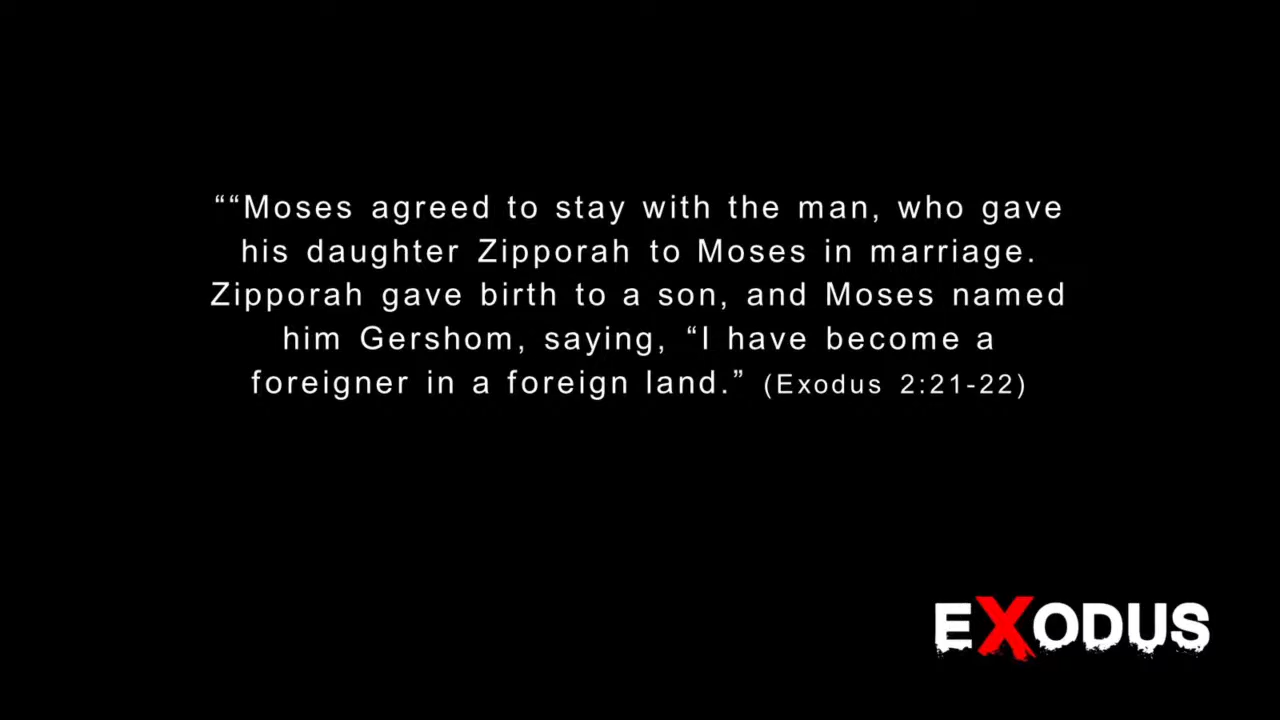 ““Moses agreed to stay with the man, who gave
his daughter Zipporah to Moses in marriage.
Zipporah gave birth to a son, and Moses named
him Gershom, saying, “I have become a
foreigner in a foreign land.” (Exodus 2:21-22)
EXODUS